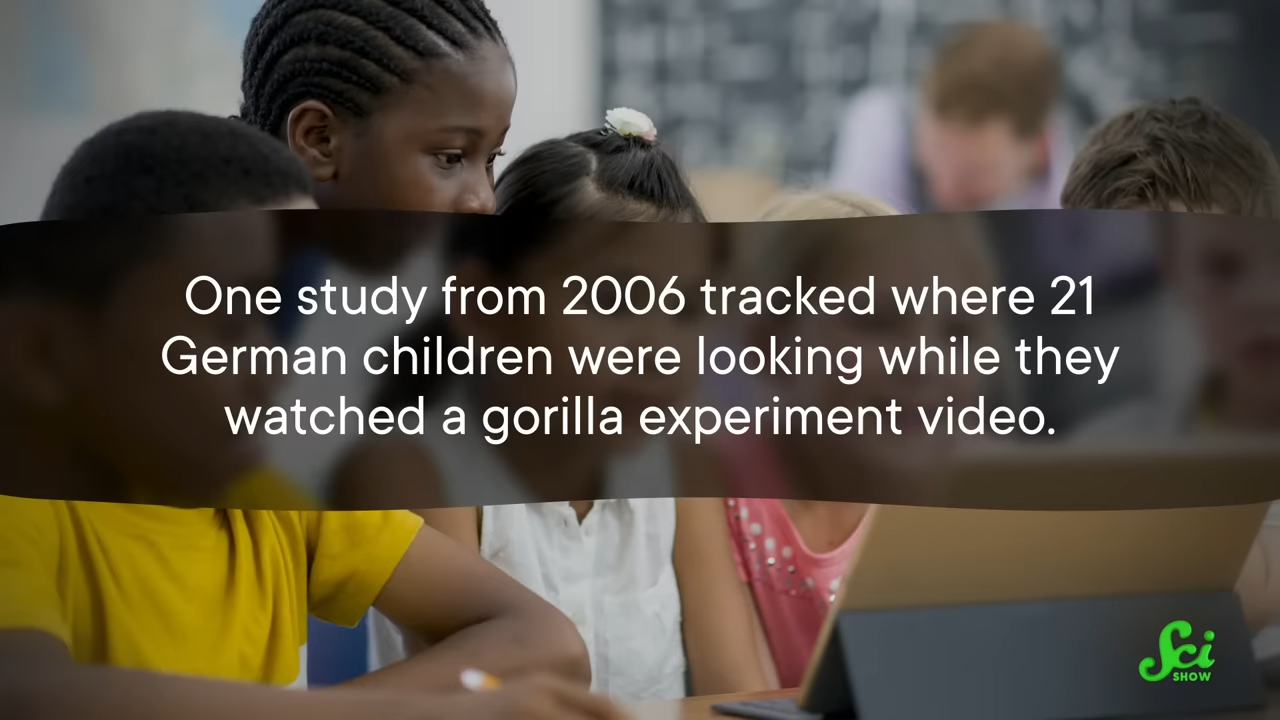 One study from 2006 tracked where 21
German children were looking while they
watched a gorilla experiment video.
Sci
SHOW